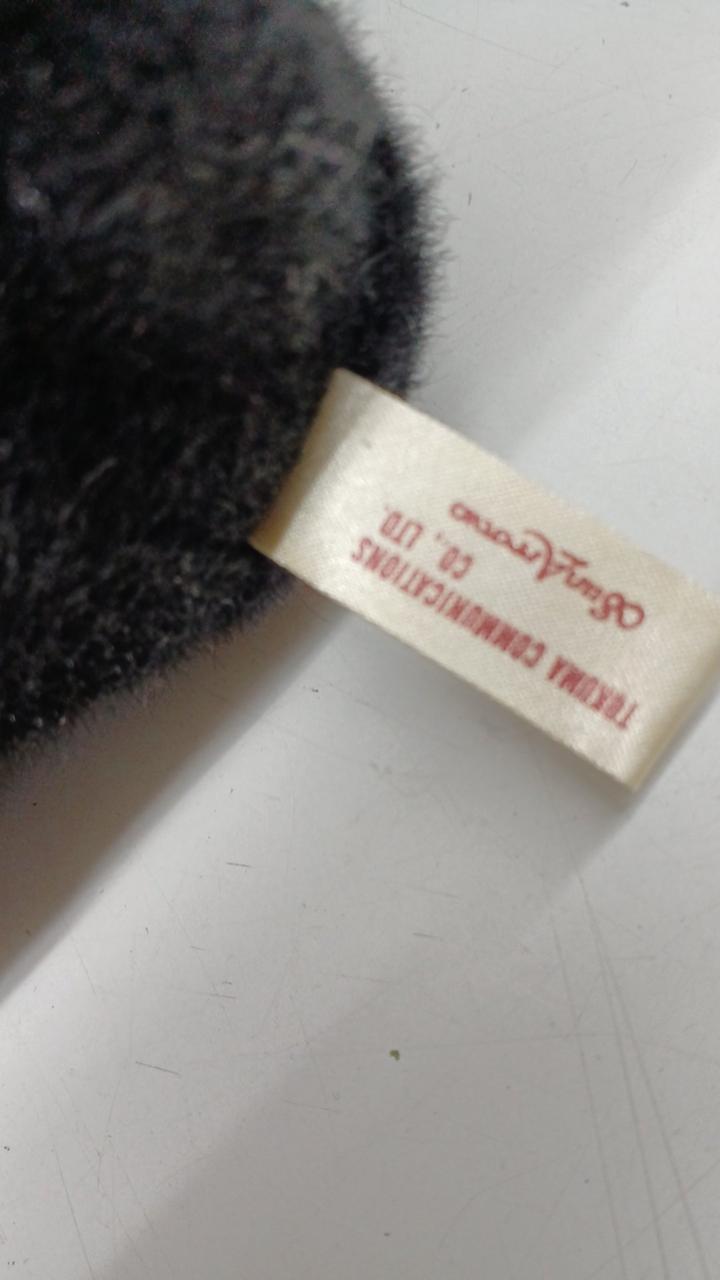 Sun Arrow
TOKUMA COMMUNICATIONS
CO., LTD.